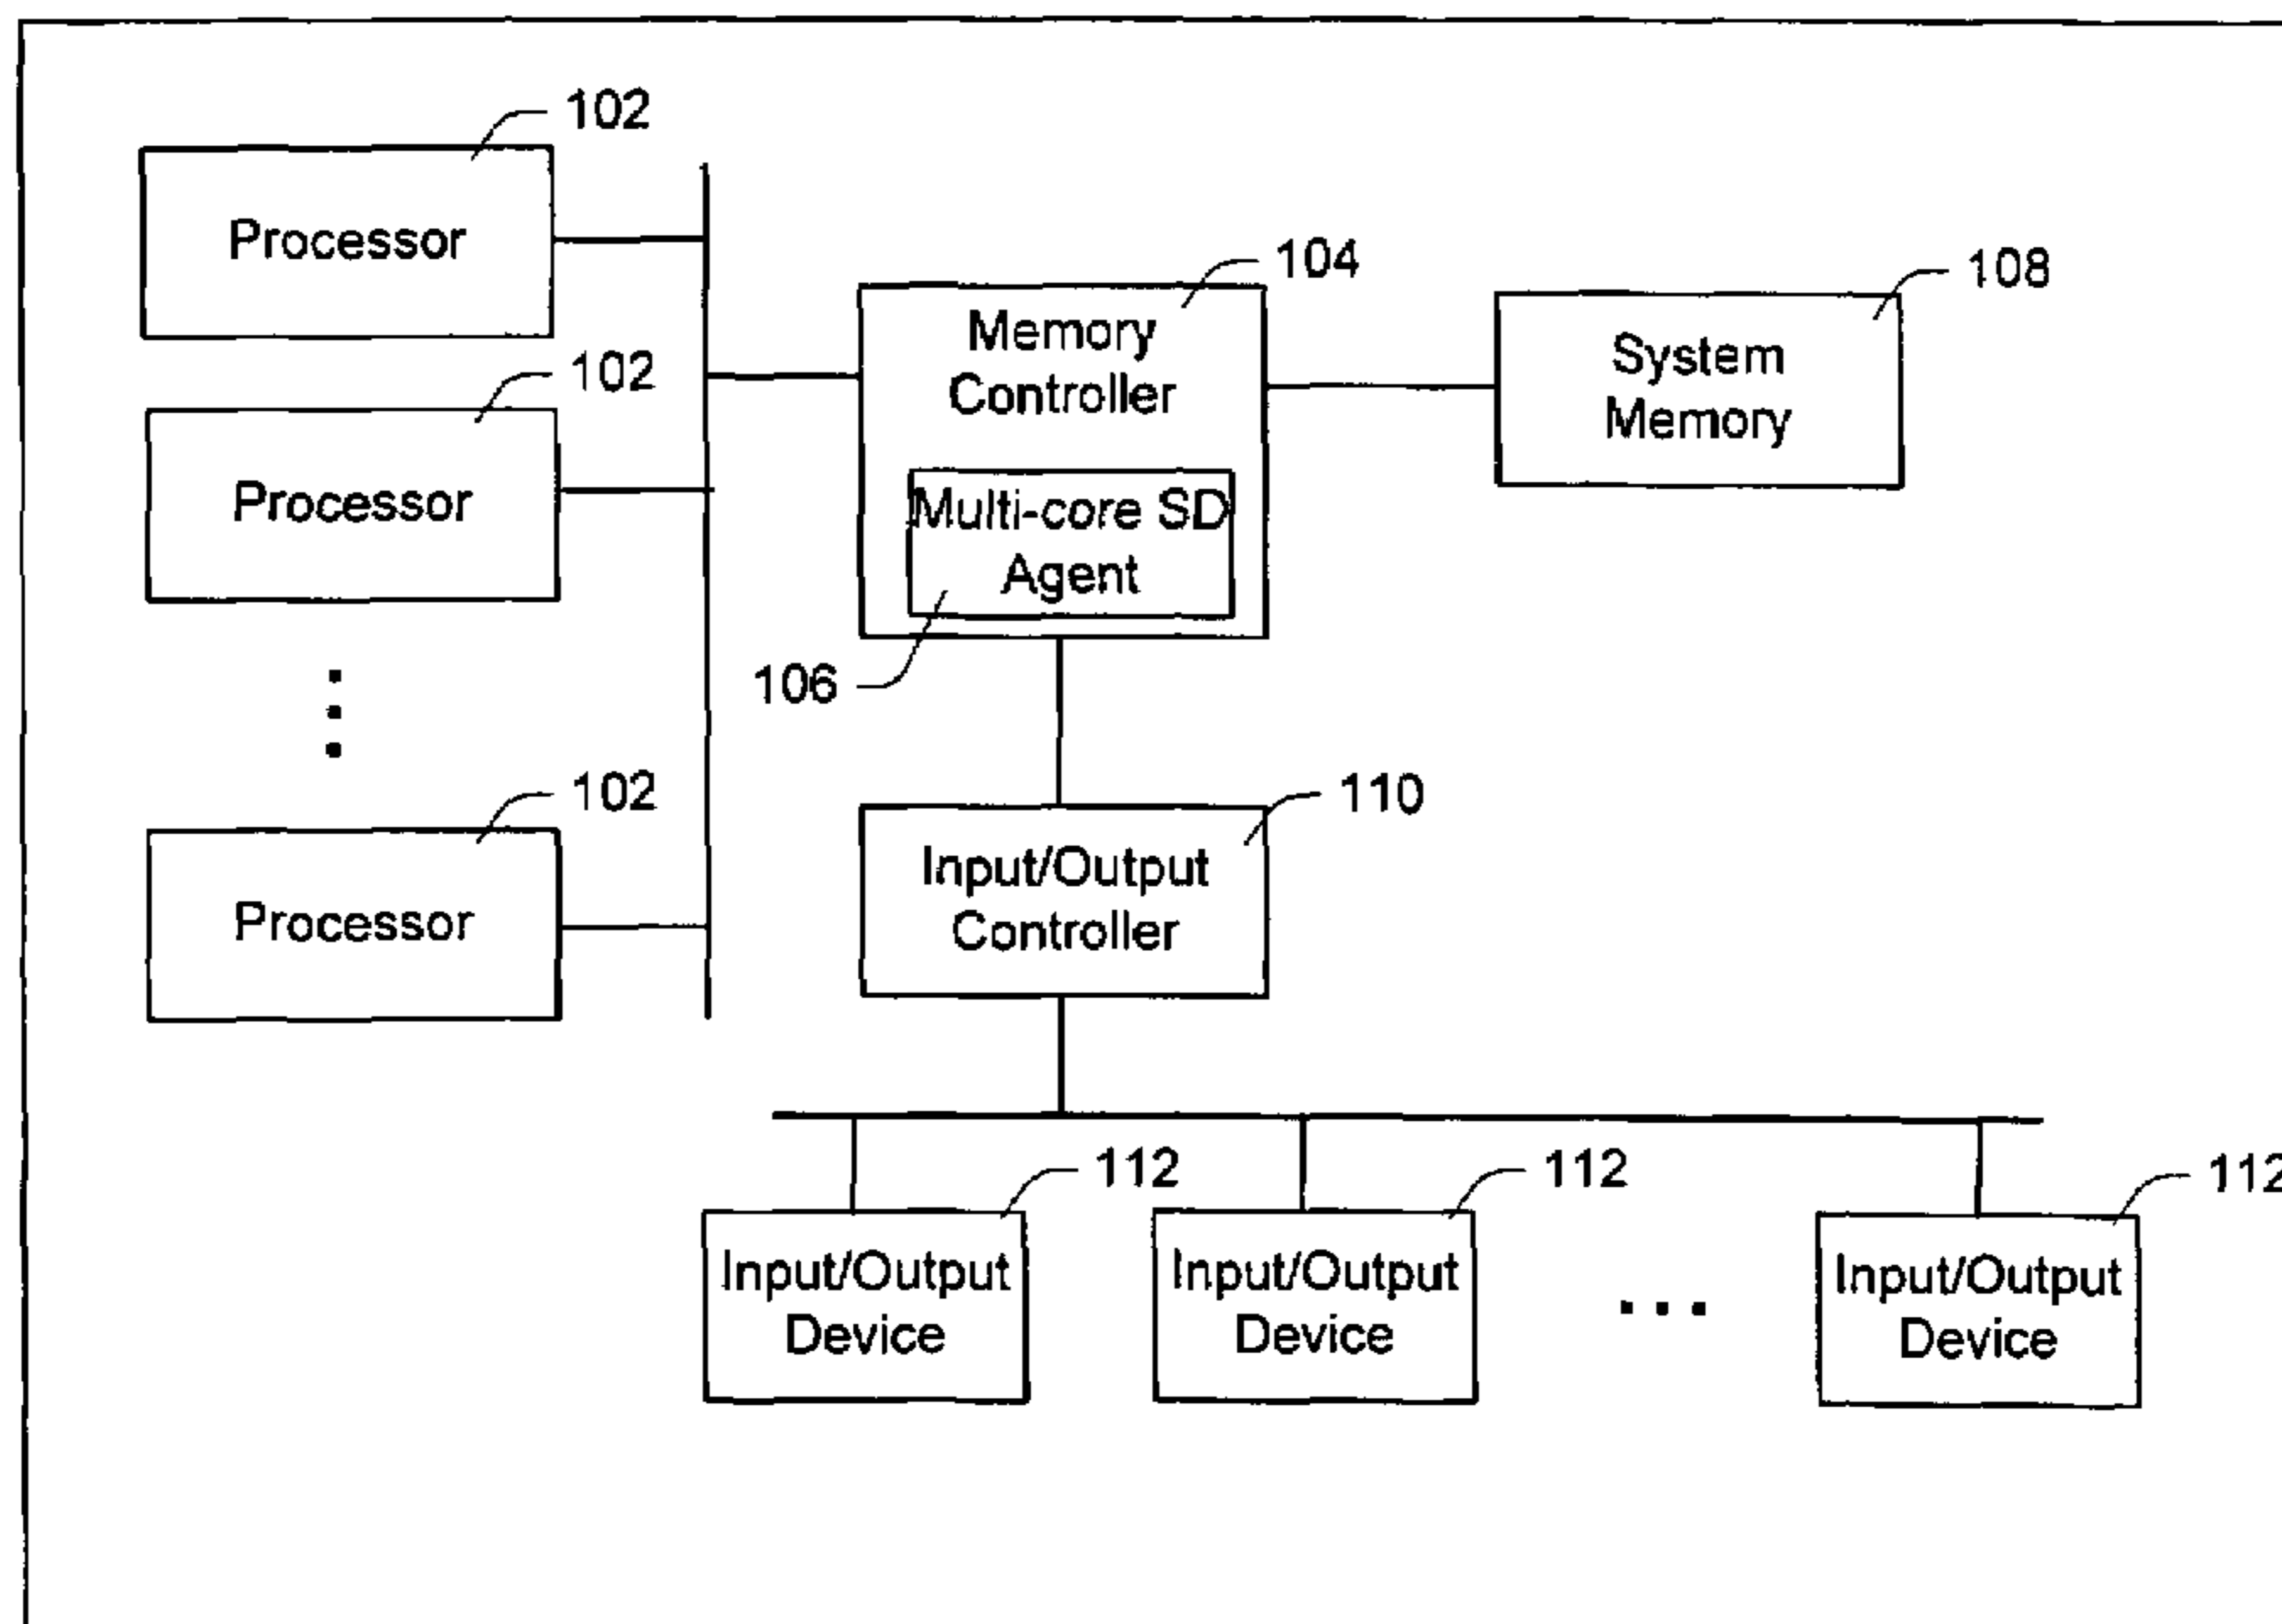 102
Processor
102
Processor
102
Processor
104
Memory
Controller
Multi-core SD
Agent
106
108
System
Memory
110
Input/Output
Controller
112
Input/Output
Device
112
Input/Output
Device
112
Input/Output
Device